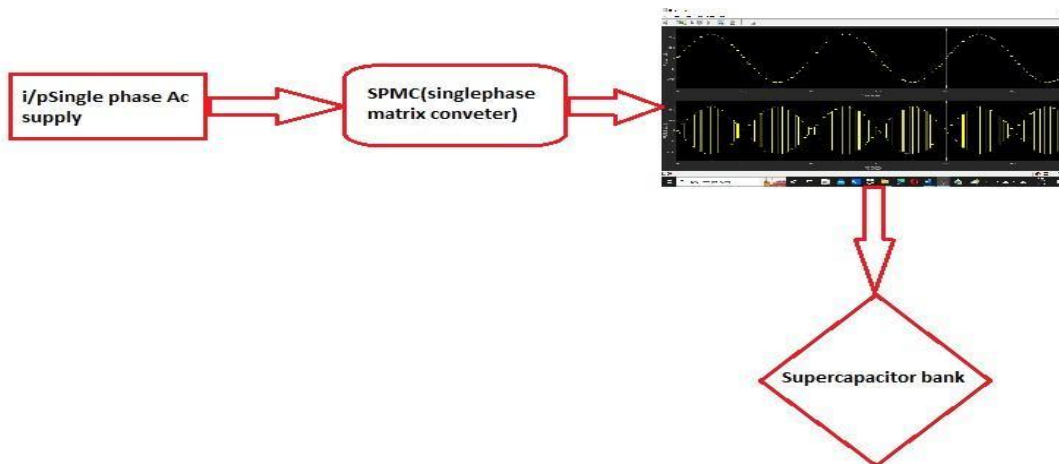 i/pSingle phase Ac
supply
SPMC(singlephase
matrix conveter)
Supercapacitor bank